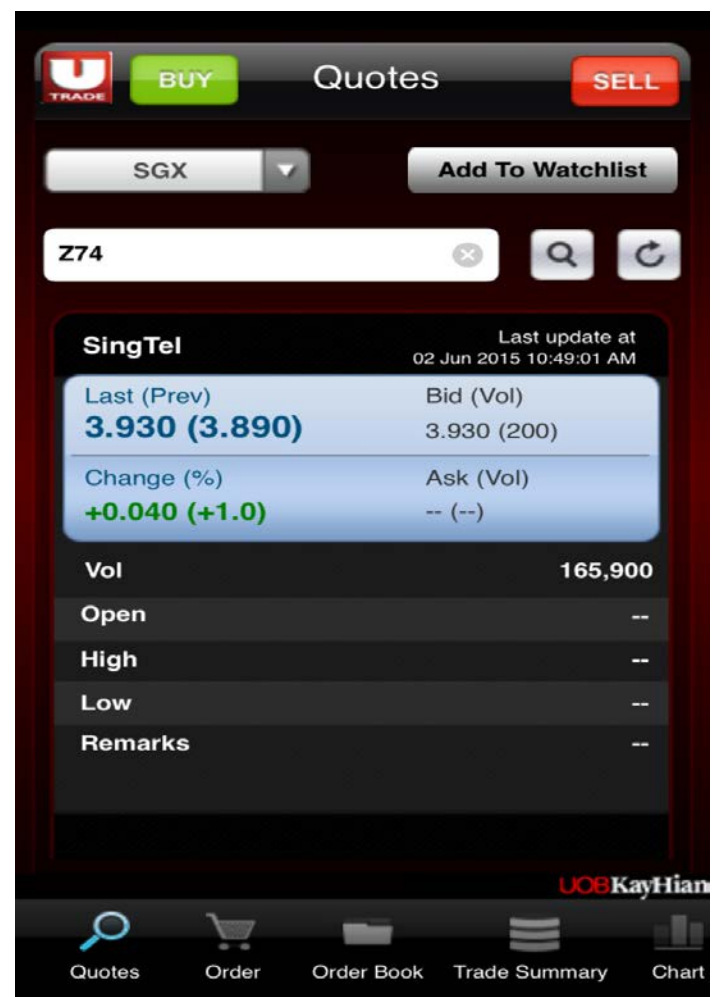 U TRADE BUY Quotes SELL
SGX Add To Watchlist
Z74
SingTel Last update at
02 Jun 2015 10:49:01 AM
Last (Prev) Bid (Vol)
3.930 (3.890) 3.930 (200)
Change (%) Ask (Vol)
+0.040 (+1.0) -- (--)
Vol 165,900
Open --
High --
Low --
Remarks --
UOBKayHian
Quotes Order Order Book Trade Summary Chart